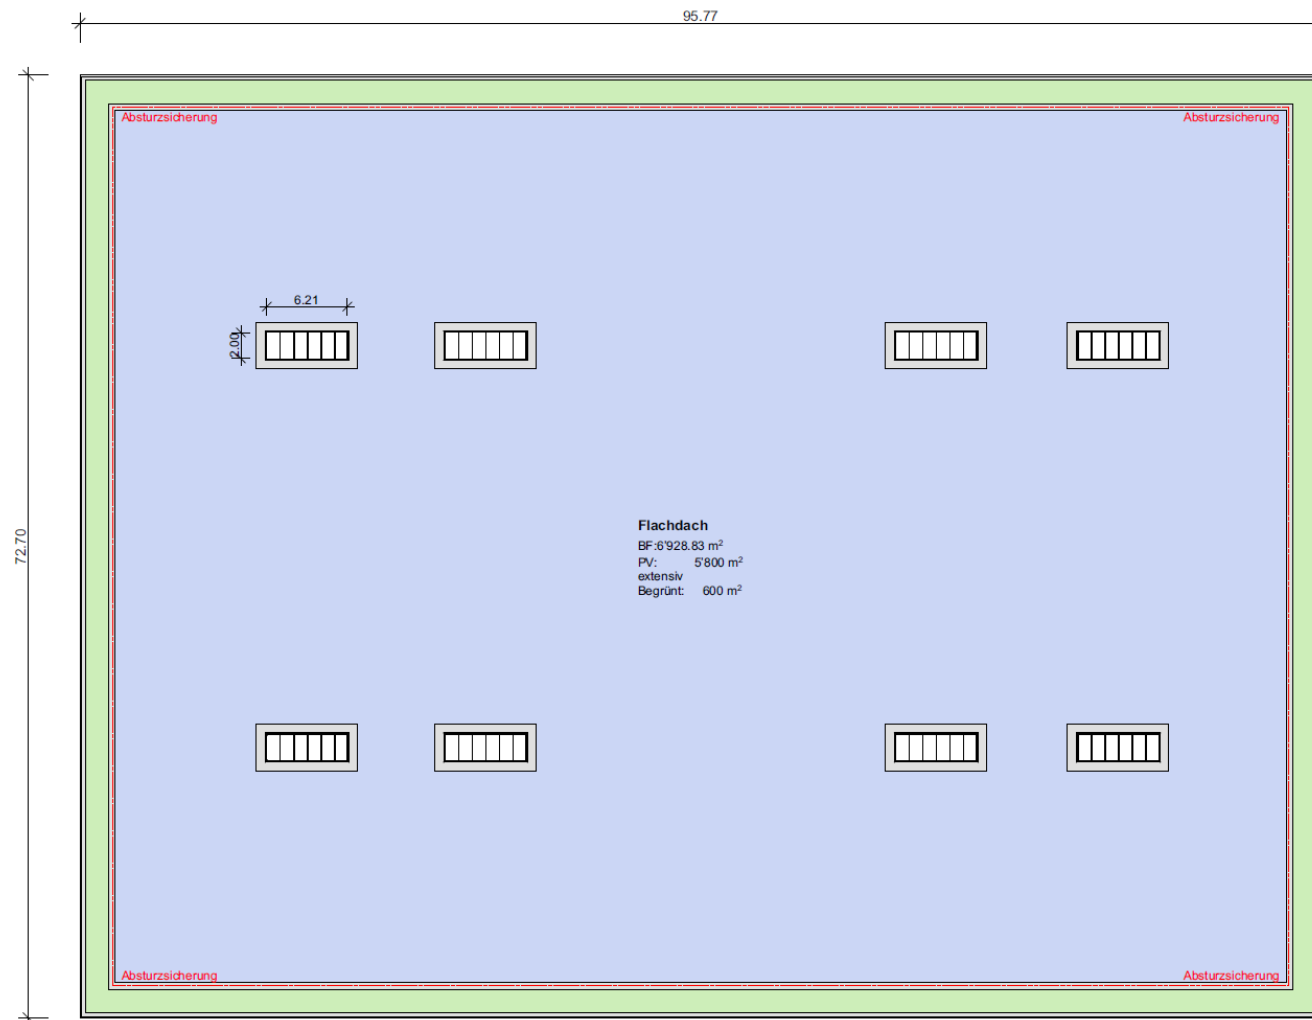 95.77
Absturzsicherung
Absturzsicherung
6.21
2.00
72.70
Flachdach
BF:6'928.83 m²
PV: 5'800 m²
extensiv
Begrünt: 600 m²
Absturzsicherung
Absturzsicherung